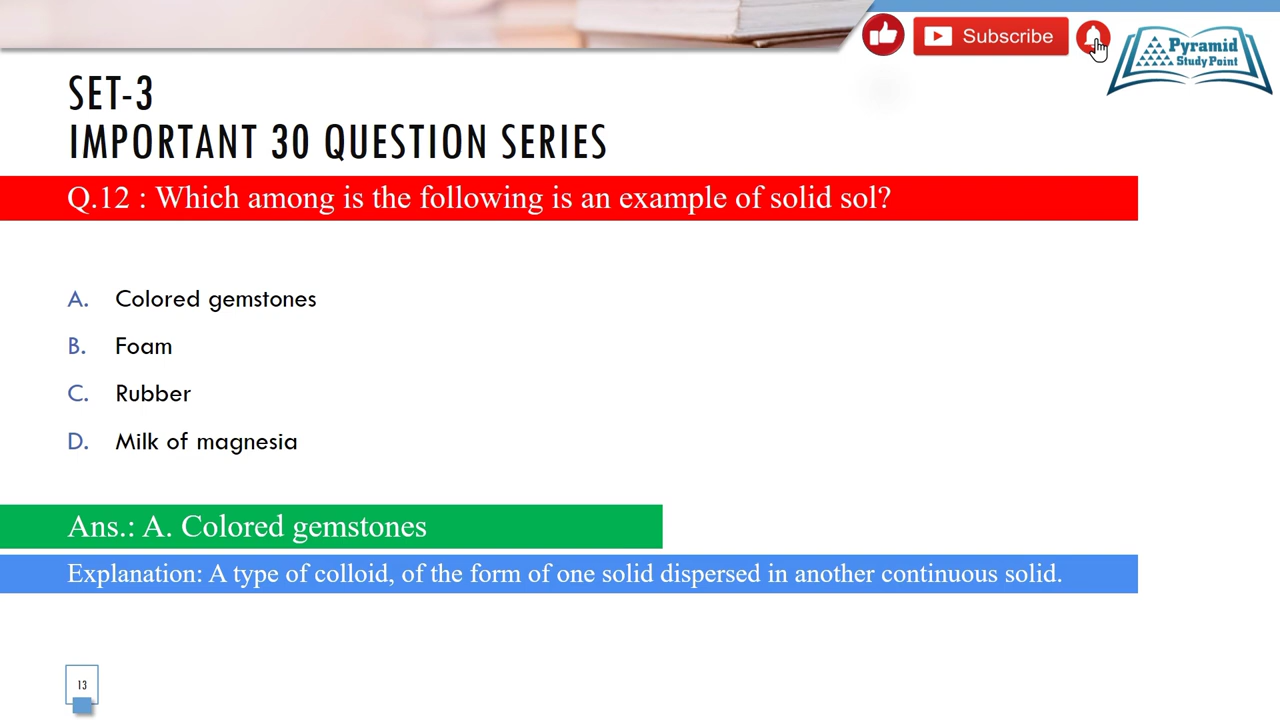 Subscribe
Pyramid
Study Point
SET-3
IMPORTANT 30 QUESTION SERIES
Q.12 : Which among is the following is an example of solid sol?
A. Colored gemstones
B. Foam
C. Rubber
D. Milk of magnesia
Ans.: A. Colored gemstones
Explanation: A type of colloid, of the form of one solid dispersed in another continuous solid.
13